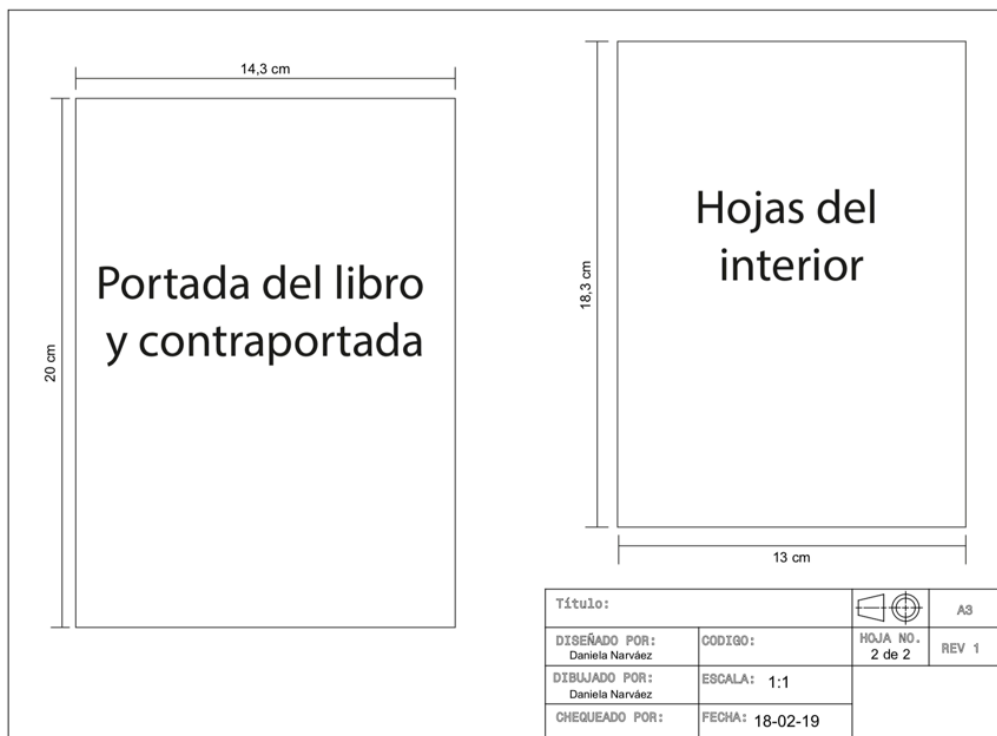 14,3 cm
20 cm
Portada del libro
y contraportada
18,3 cm
Hojas del
interior
13 cm
Título:
A3
DISEÑADO POR:
Daniela Narváez
CODIGO:
HOJA NO.
2 de 2
REV 1
DIBUJADO POR:
Daniela Narváez
ESCALA: 1:1
CHEQUEADO POR:
FECHA: 18-02-19